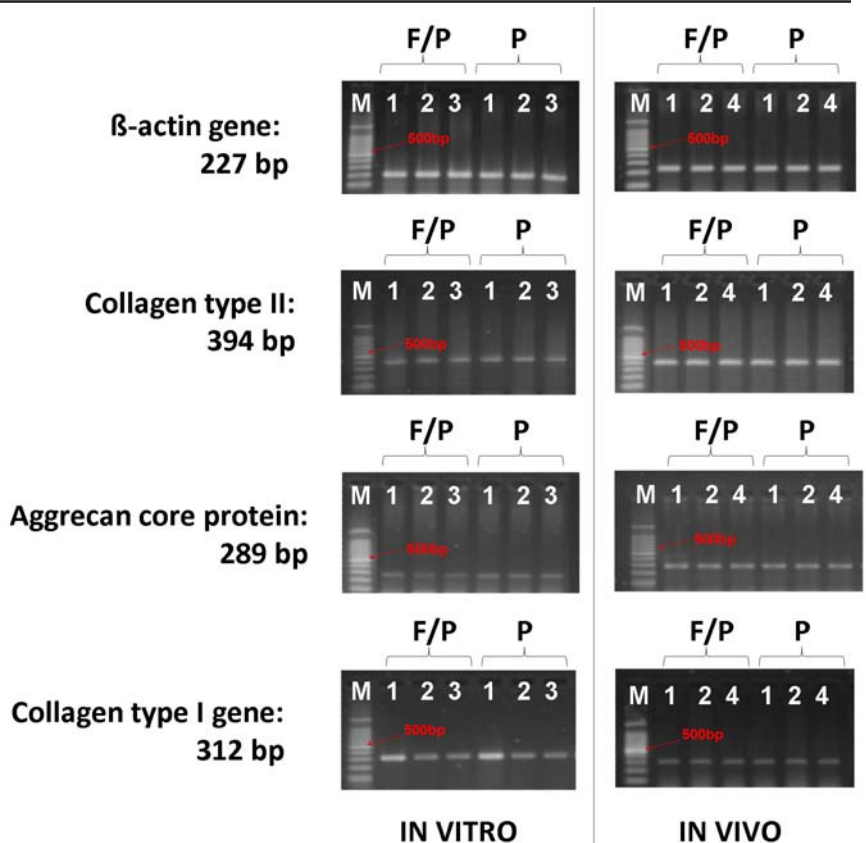 F/P P F/P P
ß-actin gene:
227 bp
M 1 2 3 1 2 3
500bp
M 1 2 4 1 2 4
500bp
F/P P F/P P
Collagen type II:
394 bp
M 1 2 3 1 2 3
500bp
M 1 2 4 1 2 4
500bp
F/P P F/P P
Aggrecan core protein:
289 bp
M 1 2 3 1 2 3
500bp
M 1 2 4 1 2 4
500bp
F/P P F/P P
Collagen type I gene:
312 bp
M 1 2 3 1 2 3
500bp
M 1 2 4 1 2 4
500bp
IN VITRO IN VIVO